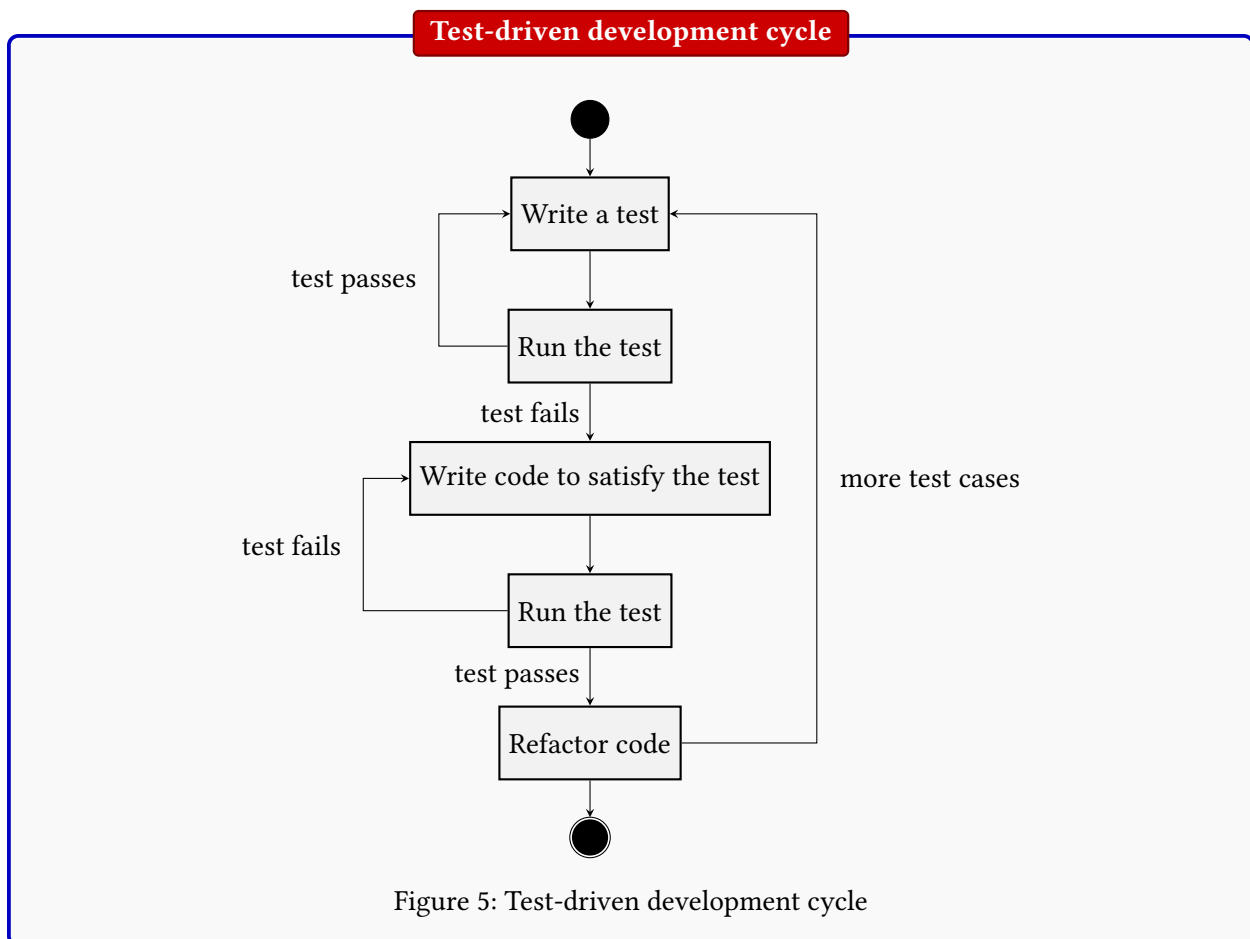 Test-driven development cycle
Write a test
test passes
Run the test
test fails
Write code to satisfy the test
more test cases
test fails
Run the test
test passes
Refactor code
Figure 5: Test-driven development cycle